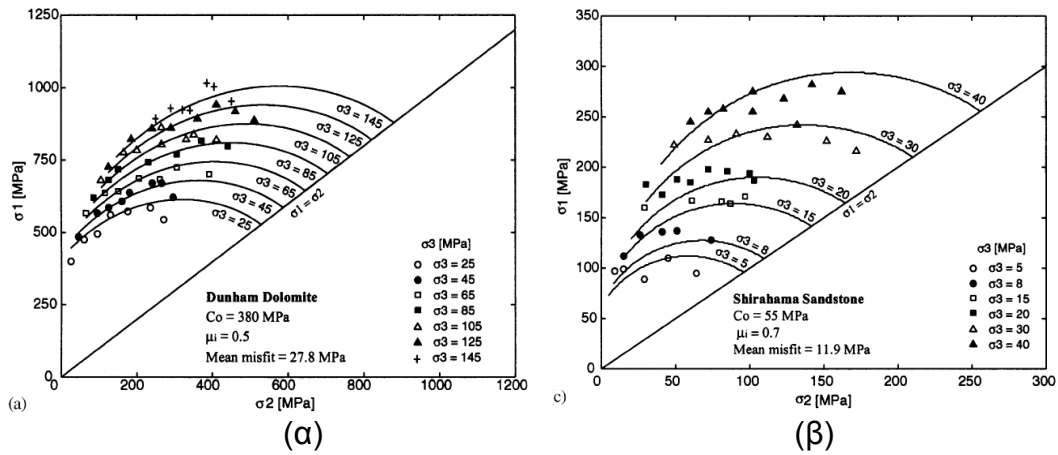 1250
1000
750
500
250
0
σ1 [MPa]
0
200
400
600
800
1000
1200
σ2 [MPa]
σ3 = 145
σ3 = 125
σ3 = 105
σ3 = 85
σ3 = 65
σ3 = 45
σ3 = 25
σ1 = σ2
σ3 [MPa]
σ3 = 25
σ3 = 45
σ3 = 65
σ3 = 85
σ3 = 105
σ3 = 125
σ3 = 145
Dunham Dolomite
Co = 380 MPa
μi = 0.5
Mean misfit = 27.8 MPa
(a)
(α)
350
300
250
200
150
100
50
0
σ1 [MPa]
0
50
100
150
200
250
300
σ2 [MPa]
σ3 = 40
σ3 = 30
σ3 = 20
σ3 = 15
σ3 = 8
σ3 = 5
σ1 = σ2
σ3 [MPa]
σ3 = 5
σ3 = 8
σ3 = 15
σ3 = 20
σ3 = 30
σ3 = 40
Shirahama Sandstone
Co = 55 MPa
μi = 0.7
Mean misfit = 11.9 MPa
c)
(β)